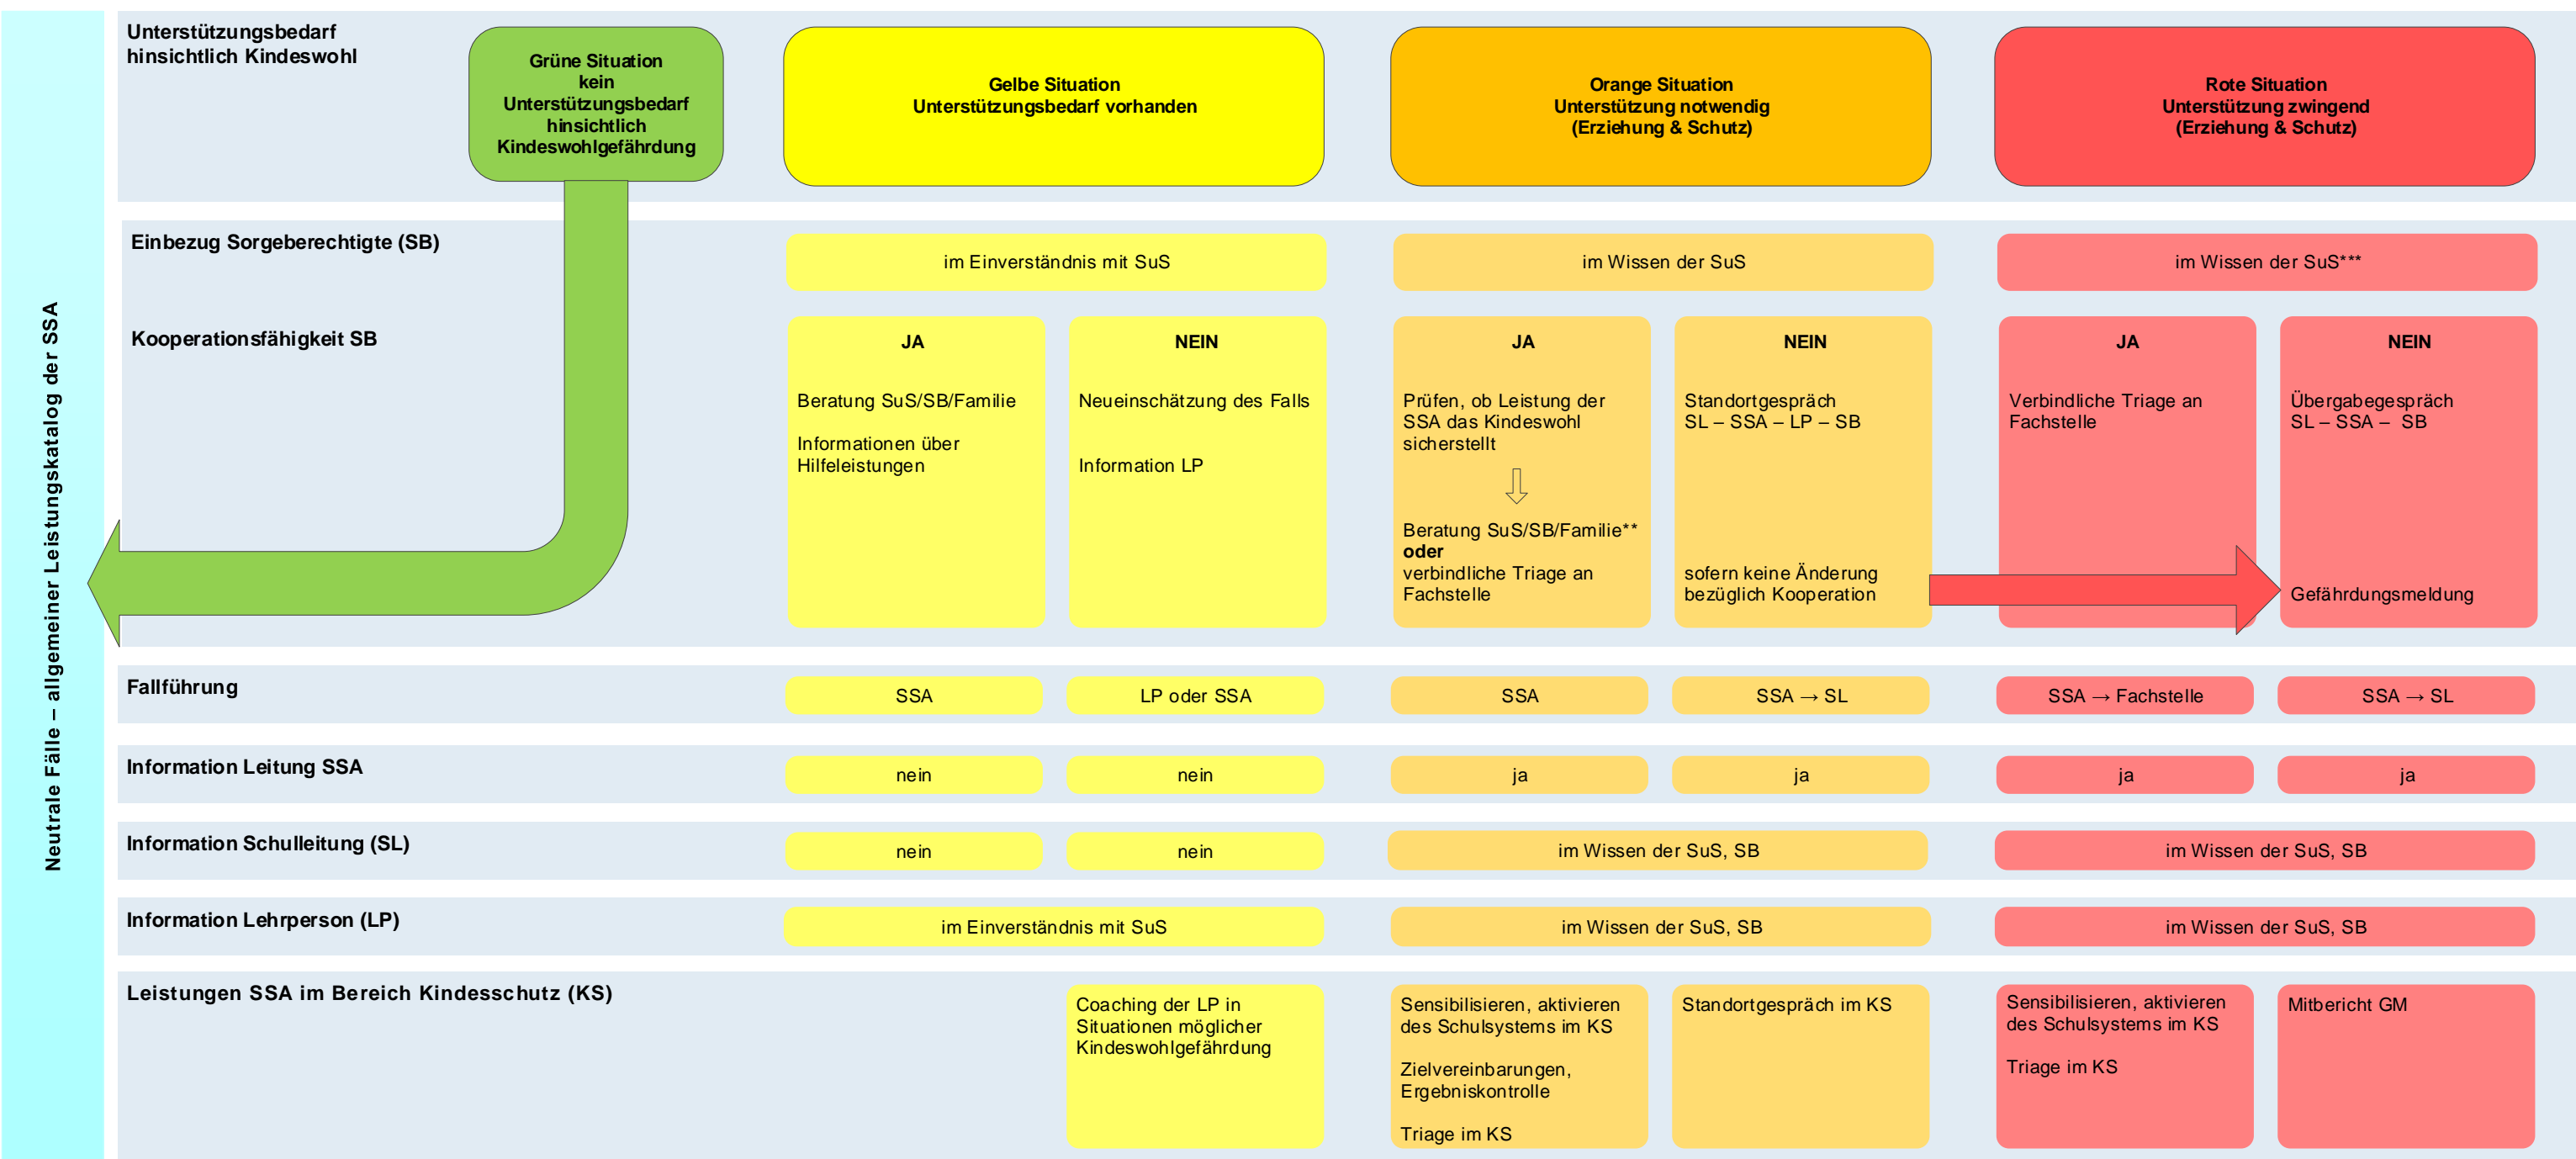 Neutrale Fälle – allgemeiner Leistungskatalog der SSA
Unterstützungsbedarf
hinsichtlich Kindeswohl
Grüne Situation
kein
Unterstützungsbedarf
hinsichtlich
Kindeswohlgefährdung
Gelbe Situation
Unterstützungsbedarf vorhanden
Orange Situation
Unterstützung notwendig
(Erziehung & Schutz)
Rote Situation
Unterstützung zwingend
(Erziehung & Schutz)
Einbezug Sorgeberechtigte (SB)
im Einverständnis mit SuS
im Wissen der SuS
im Wissen der SuS***
Kooperationsfähigkeit SB
JA
Beratung SuS/SB/Familie
Informationen über
Hilfeleistungen
NEIN
Neueinschätzung des Falls
Information LP
JA
Prüfen, ob Leistung der
SSA das Kindeswohl
sicherstellt
Beratung SuS/SB/Familie**
oder
verbindliche Triage an
Fachstelle
NEIN
Standortgespräch
SL – SSA – LP – SB
sofern keine Änderung
bezüglich Kooperation
JA
Verbindliche Triage an
Fachstelle
NEIN
Übergabegespräch
SL – SSA – SB
Gefährdungsmeldung
Fallführung
SSA
LP oder SSA
SSA
SSA → SL
SSA → Fachstelle
SSA → SL
Information Leitung SSA
nein
nein
ja
ja
ja
ja
Information Schulleitung (SL)
nein
nein
im Wissen der SuS, SB
im Wissen der SuS, SB
Information Lehrperson (LP)
im Einverständnis mit SuS
im Wissen der SuS, SB
im Wissen der SuS, SB
Leistungen SSA im Bereich Kindesschutz (KS)
Coaching der LP in
Situationen möglicher
Kindeswohlgefährdung
Sensibilisieren, aktivieren
des Schulsystems im KS
Zielvereinbarungen,
Ergebniskontrolle
Triage im KS
Standortgespräch im KS
Sensibilisieren, aktivieren
des Schulsystems im KS
Triage im KS
Mitbericht GM